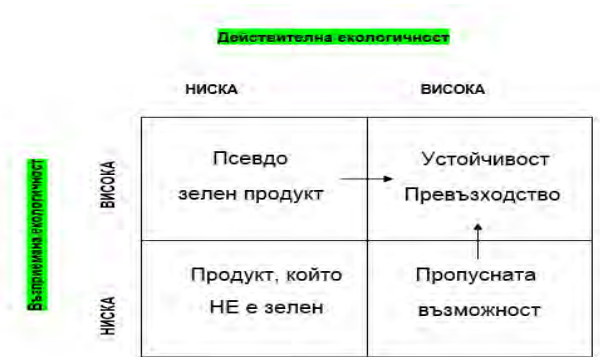 Действителна екологичност
НИСКА ВИСОКА
Възприемана екологичност
ВИСОКА
Псевдо
зелен продукт
Устойчивост
Превъзходство
НИСКА
Продукт, който
НЕ е зелен
Пропусната
възможност